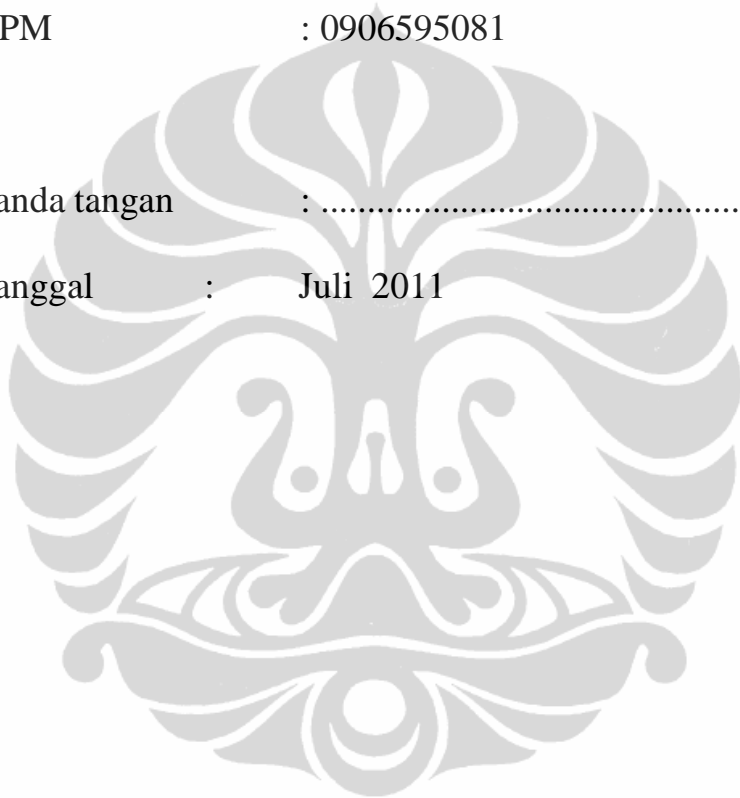 PM : 0906595081
anda tangan : .............................................
anggal : Juli 2011